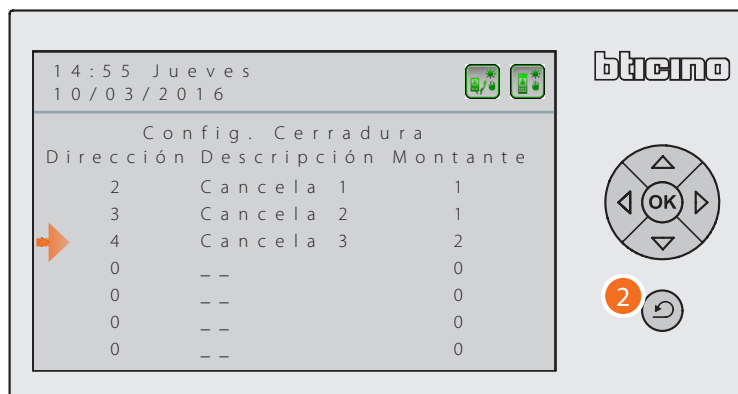 14:55 Jueves
10/03/2016
bticino
Config. Cerradura
Dirección Descripción Montante
2 Cancela 1 1
3 Cancela 2 1
4 Cancela 3 2
0 _ _ 0
0 _ _ 0
0 _ _ 0
0 _ _ 0
OK
2